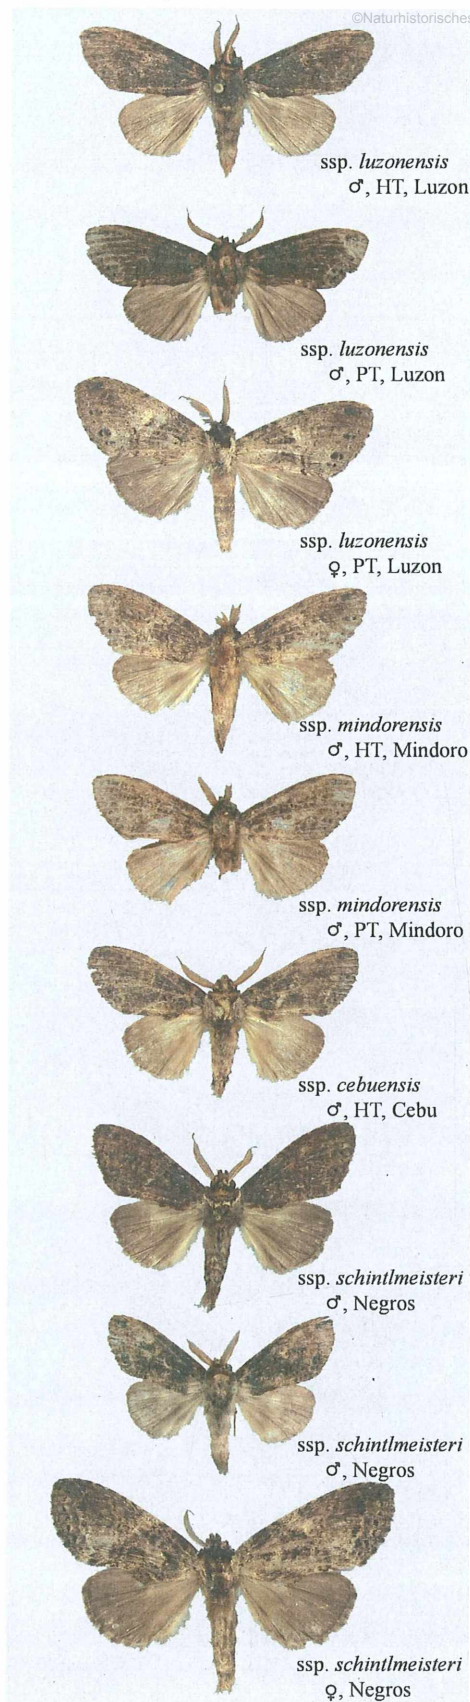 ©Naturhistorisches
ssp. luzonensis
♂, HT, Luzon
ssp. luzonensis
♂, PT, Luzon
ssp. luzonensis
♀, PT, Luzon
ssp. mindorensis
♂, HT, Mindoro
ssp. mindorensis
♂, PT, Mindoro
ssp. cebuensis
♂, HT, Cebu
ssp. schintlmeisteri
♂, Negros
ssp. schintlmeisteri
♂, Negros
ssp. schintlmeisteri
♀, Negros